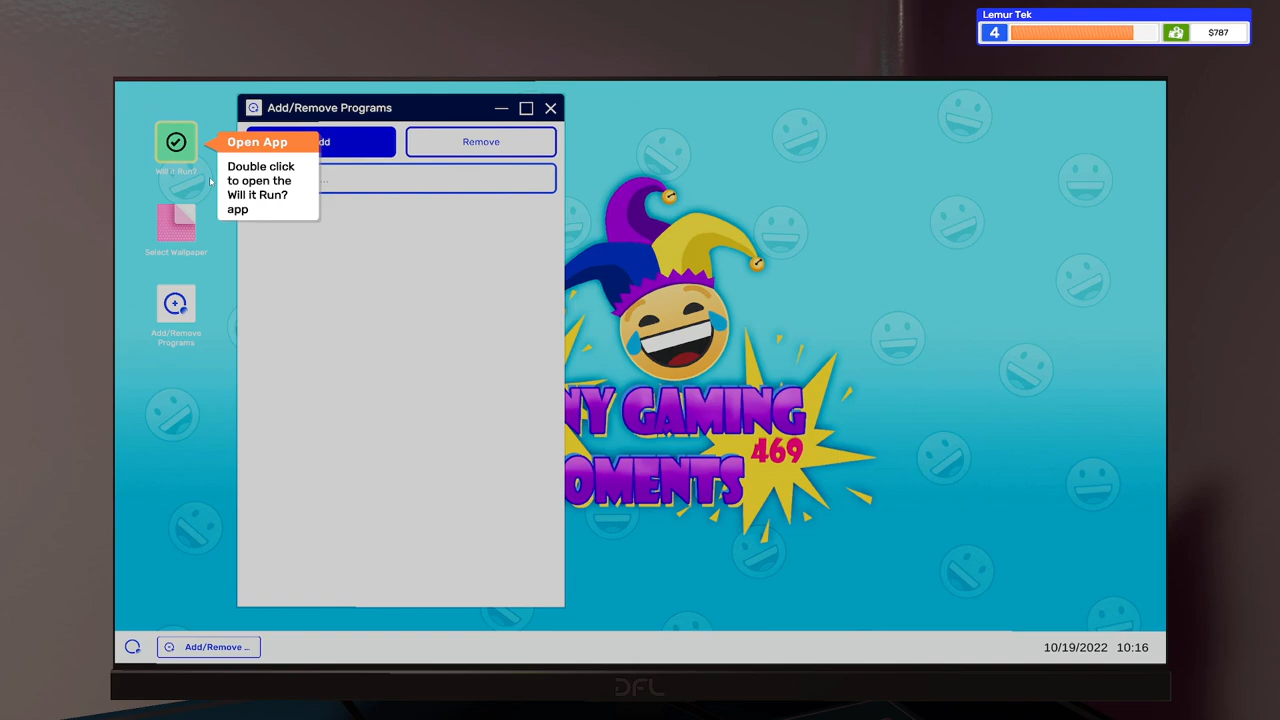 Lemur Tek
4
$787
Add/Remove Programs
Remove
Open App
Double click
to open the
Will it Run?
app
Will it Run?
Select Wallpaper
Add/Remove
Programs
NY GAMING
469
OMENTS
Add/Remove ...
10/19/2022 10:16
DFL